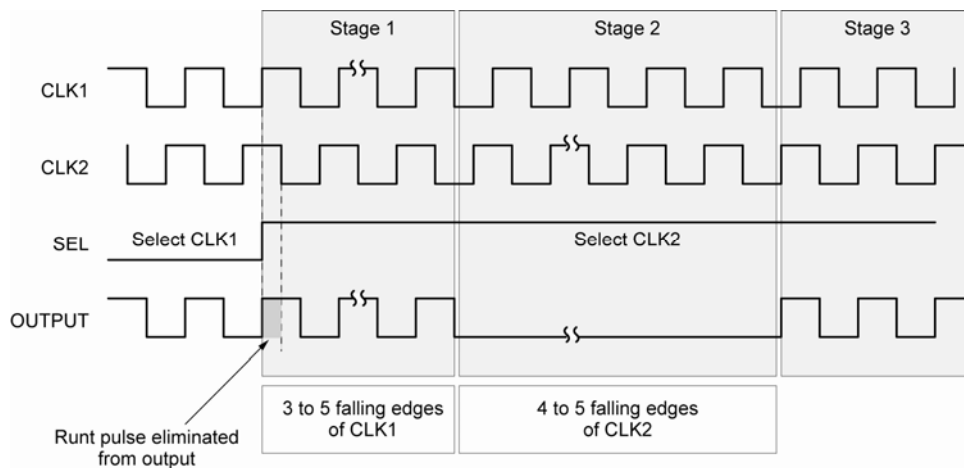 Stage 1
Stage 2
Stage 3
CLK1
CLK2
SEL
Select CLK1
Select CLK2
OUTPUT
3 to 5 falling edges
of CLK1
4 to 5 falling edges
of CLK2
Runt pulse eliminated
from output